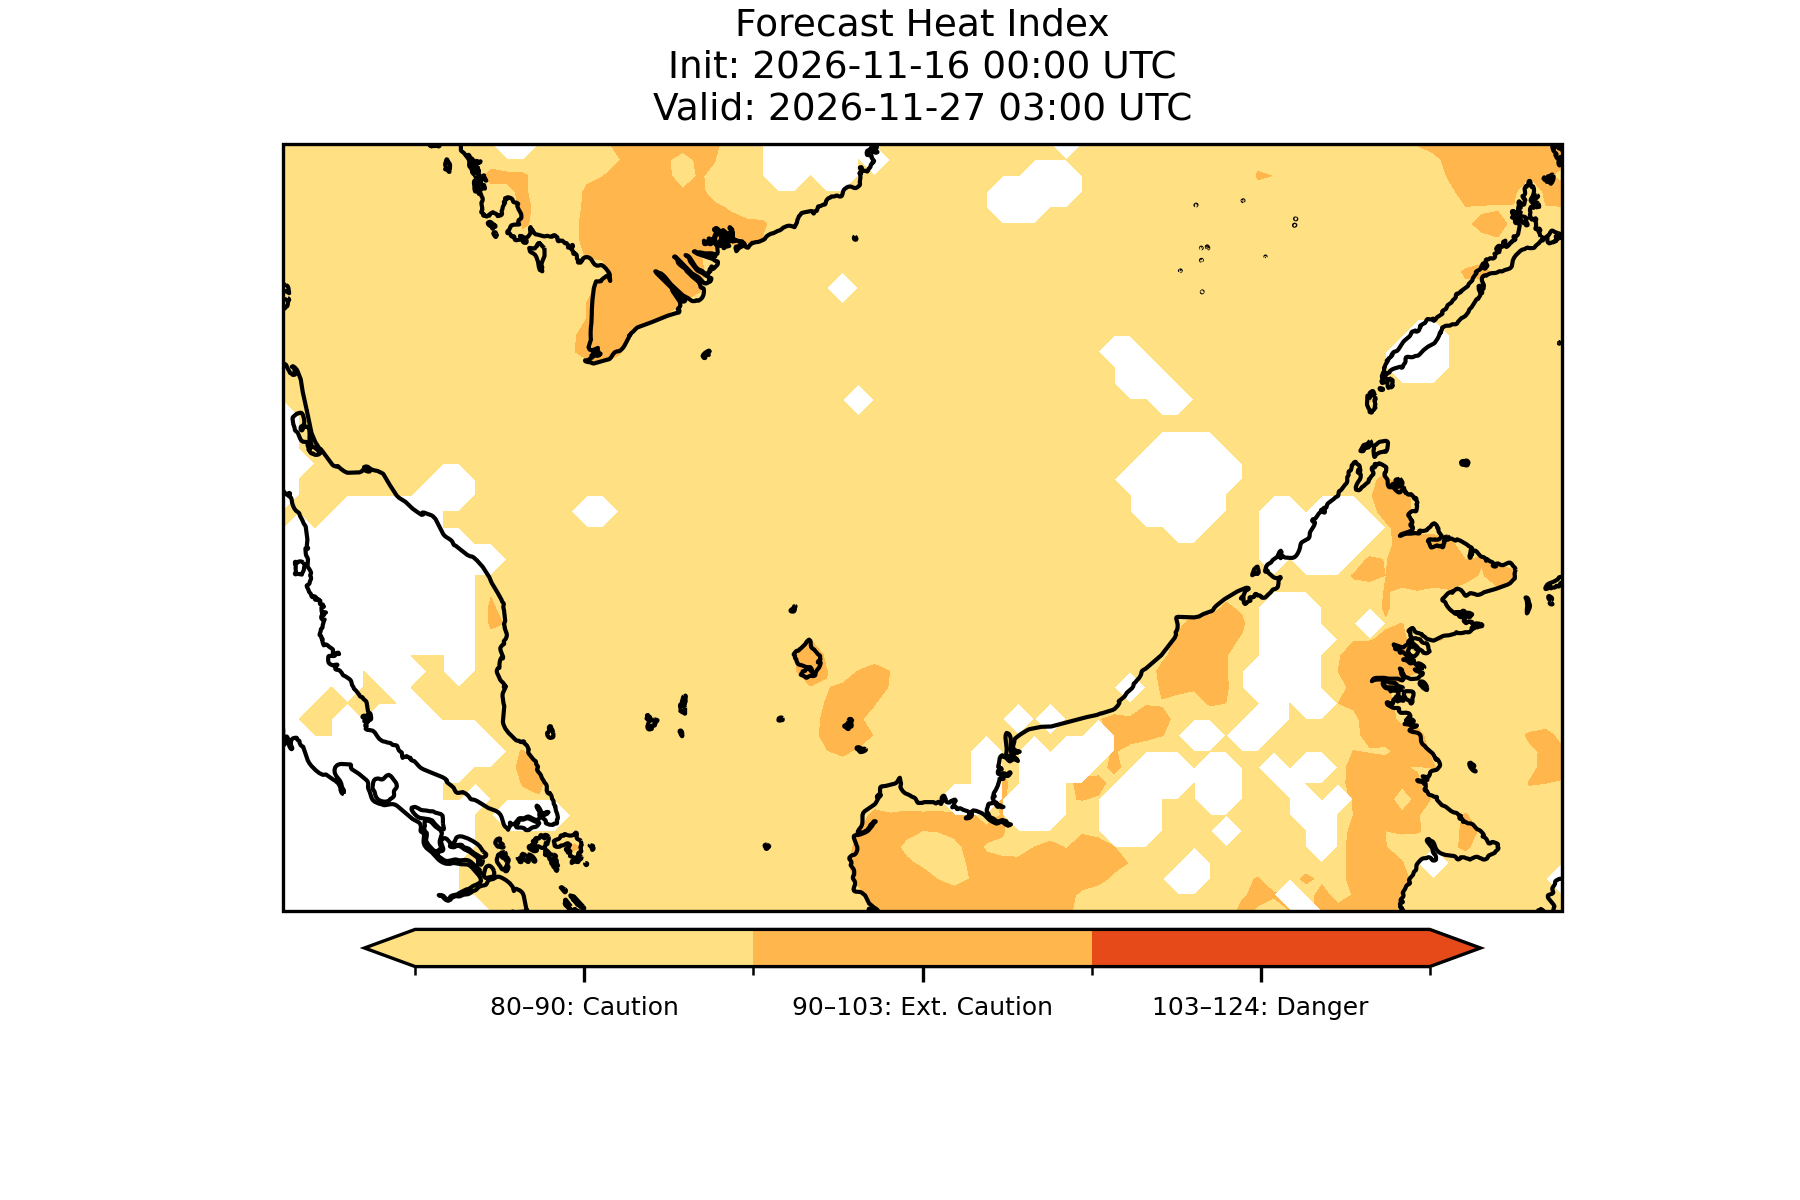 Forecast Heat Index
Init: 2026-11-16 00:00 UTC
Valid: 2026-11-27 03:00 UTC
80–90: Caution
90–103: Ext. Caution
103–124: Danger